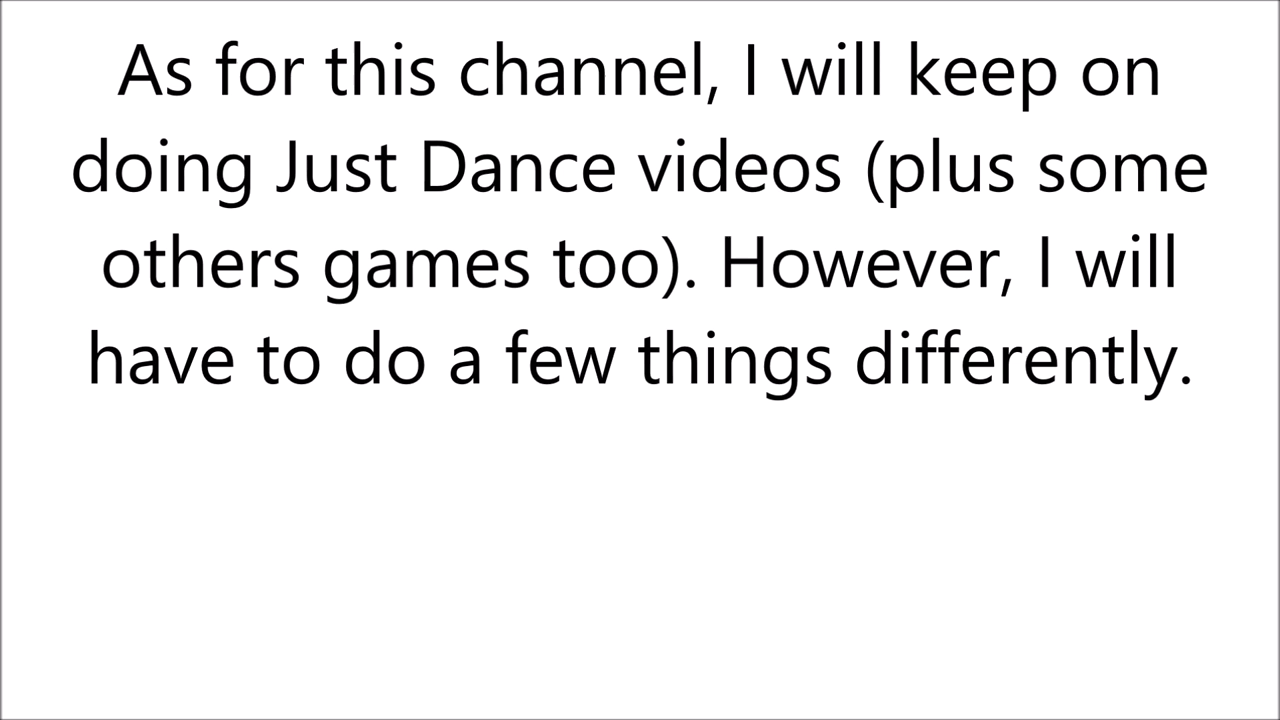 As for this channel, I will keep on
doing Just Dance videos (plus some
others games too). However, I will
have to do a few things differently.